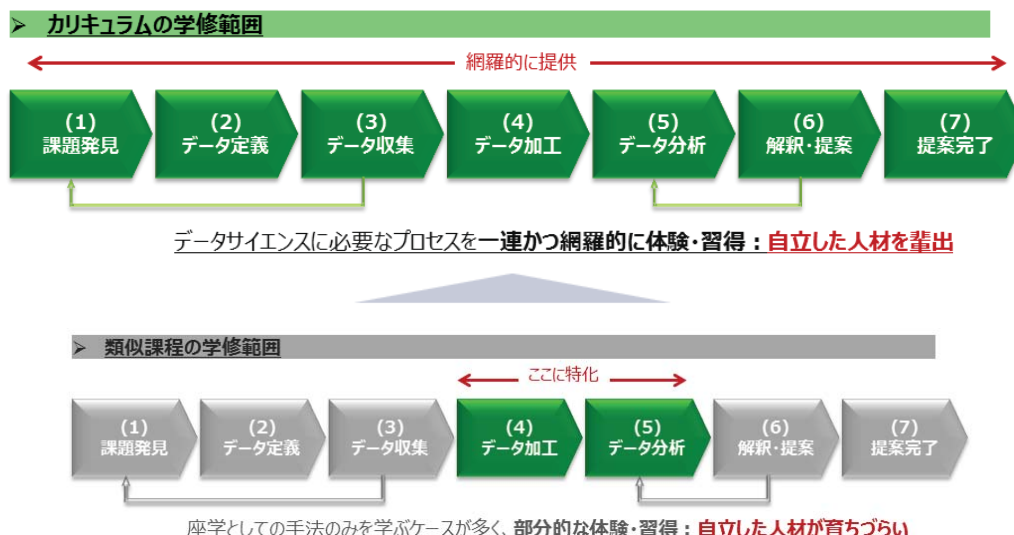 ➢ カリキュラムの学修範囲
網羅的に提供
(1)
課題発見
(2)
データ定義
(3)
データ収集
(4)
データ加工
(5)
データ分析
(6)
解釈・提案
(7)
提案完了
データサイエンスに必要なプロセスを一連かつ網羅的に体験・習得：自立した人材を輩出
➢ 類似課程の学修範囲
ここに特化
(1)
課題発見
(2)
データ定義
(3)
データ収集
(4)
データ加工
(5)
データ分析
(6)
解釈・提案
(7)
提案完了
座学としての手法のみを学ぶケースが多く、部分的な体験・習得：自立した人材が育ちづらい